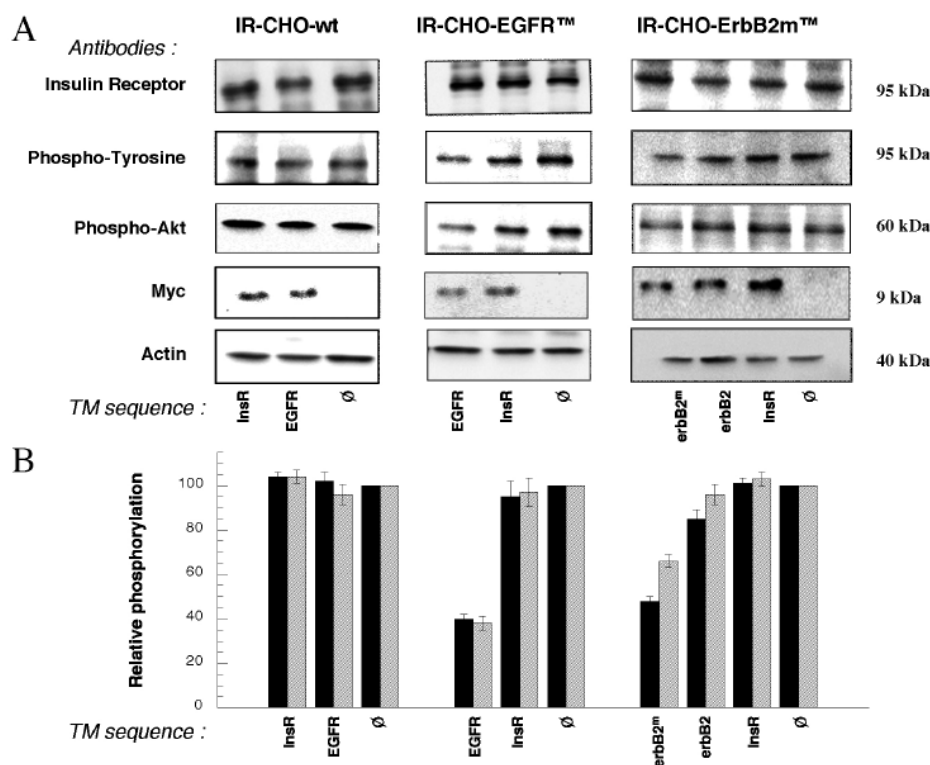 A
IR-CHO-wt IR-CHO-EGFR™ IR-CHO-ErbB2m™
Antibodies :
Insulin Receptor 95 kDa
Phospho-Tyrosine 95 kDa
Phospho-Akt 60 kDa
Myc 9 kDa
Actin 40 kDa
TM sequence : InsR EGFR Ø EGFR InsR Ø erbB2ᵐ erbB2 InsR Ø
B
Relative phosphorylation
100
80
60
40
20
0
TM sequence : InsR EGFR Ø EGFR InsR Ø erbB2ᵐ erbB2 InsR Ø